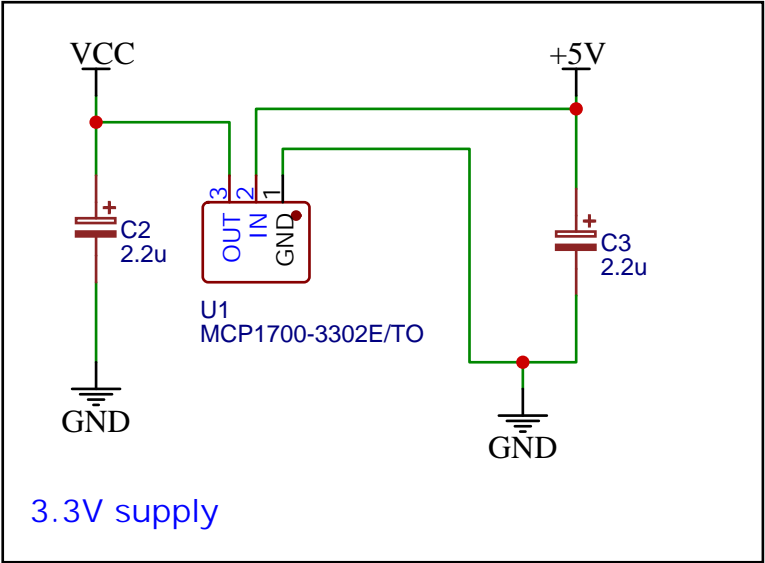 VCC
+5V
3
2
1
OUT
IN
GND
+
C2
2.2u
+
C3
2.2u
U1
MCP1700-3302E/TO
GND
GND
3.3V supply